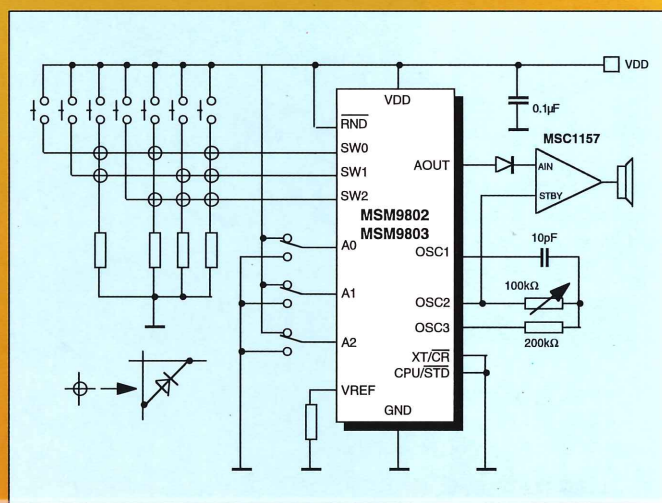 VDD
VDD
0.1µF
RND
MSC1157
SW0
AOUT
AIN
SW1
STBY
SW2
MSM9802
MSM9803
10pF
A0
OSC1
100kΩ
A1
OSC2
OSC3
200kΩ
A2
XT/CR
CPU/STD
VREF
GND